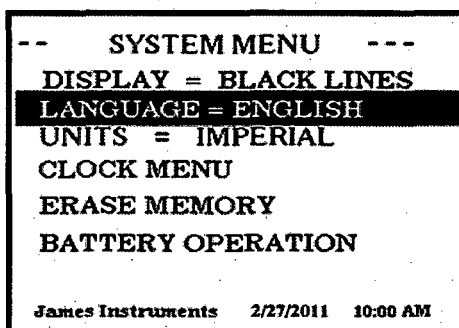 -- SYSTEM MENU ---
DISPLAY = BLACK LINES
LANGUAGE = ENGLISH
UNITS = IMPERIAL
CLOCK MENU
ERASE MEMORY
BATTERY OPERATION
James Instruments 2/27/2011 10:00 AM